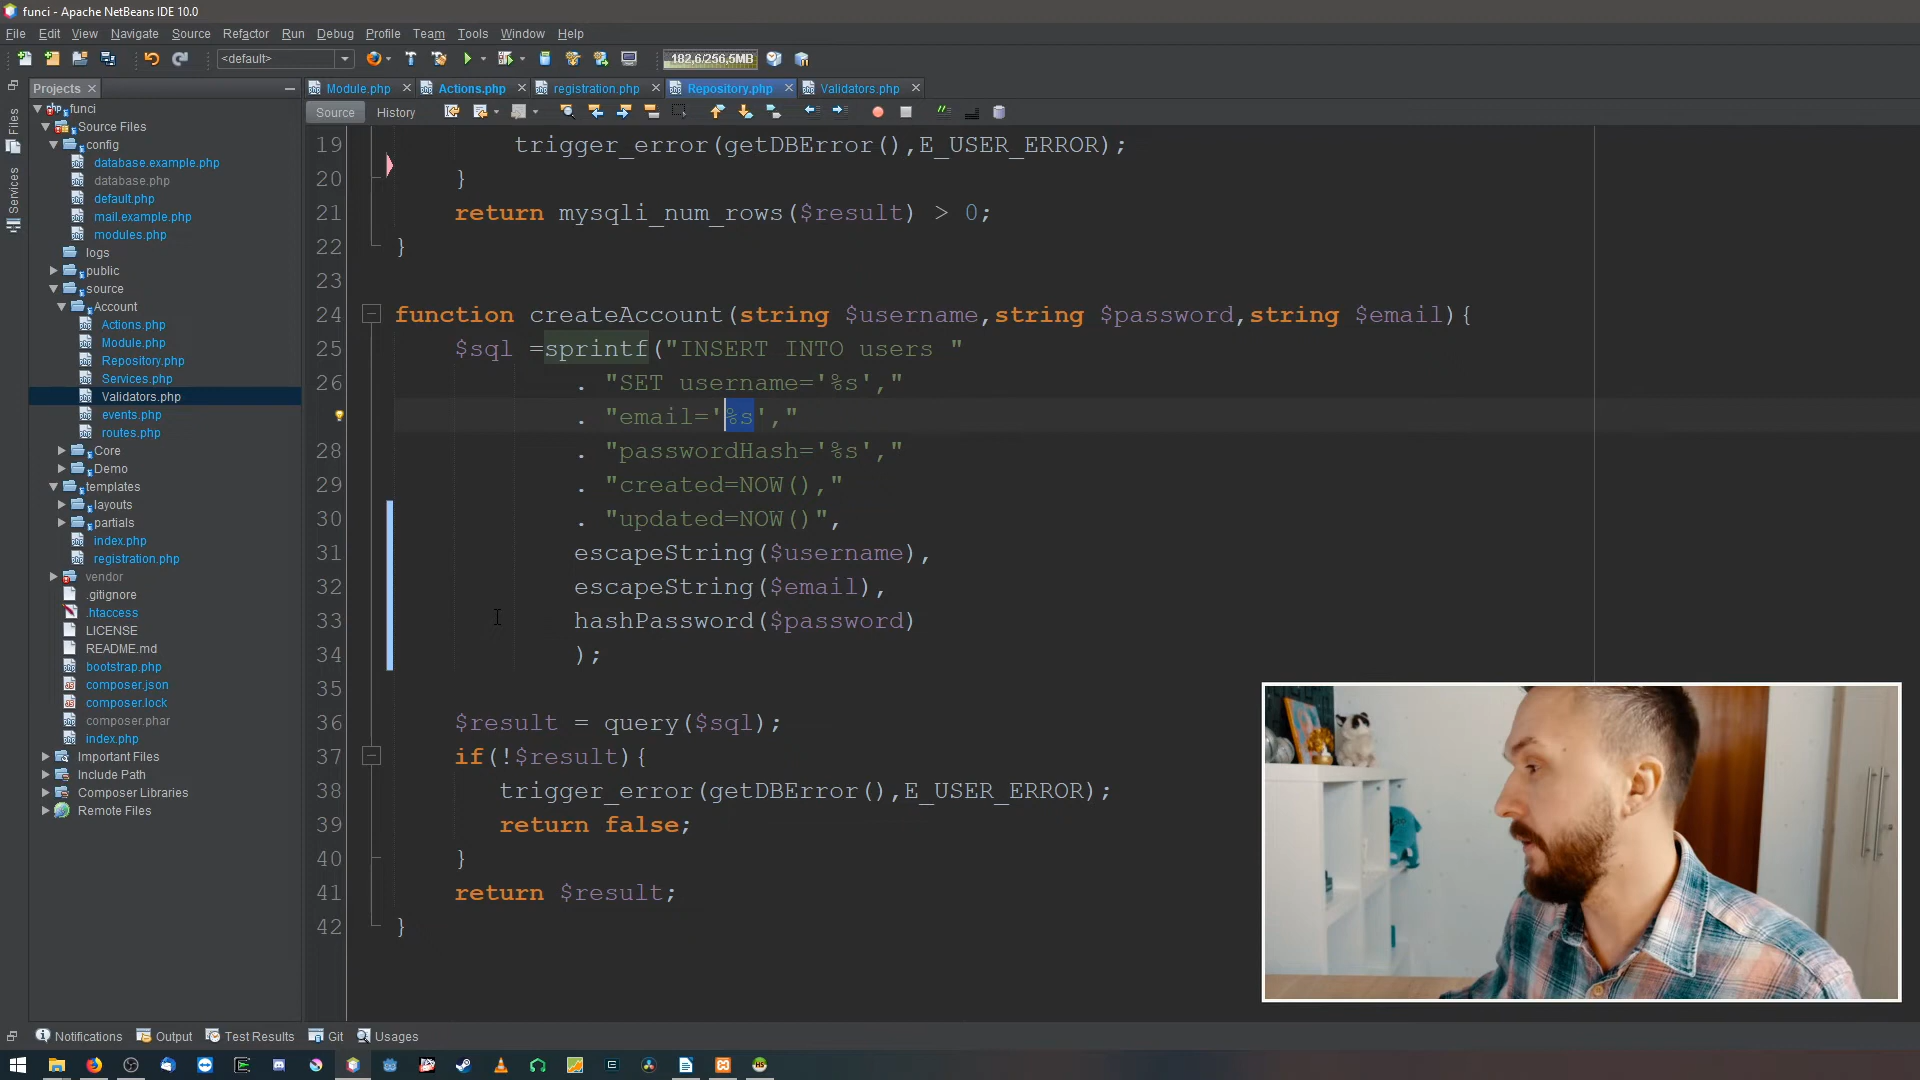 funci - Apache NetBeans IDE 10.0
File Edit View Navigate Source Refactor Run Debug Profile Team Tools Window Help
<default>
182,6/256,5MB
Files
Services
Projects
funci
Source Files
config
database.example.php
database.php
default.php
mail.example.php
modules.php
logs
public
source
Account
Actions.php
Module.php
Repository.php
Services.php
Validators.php
events.php
routes.php
Core
Demo
templates
layouts
partials
index.php
registration.php
vendor
.gitignore
.htaccess
LICENSE
README.md
bootstrap.php
composer.json
composer.lock
composer.phar
index.php
Important Files
Include Path
Composer Libraries
Remote Files
Module.php Actions.php registration.php Repository.php Validators.php
Source History
19 trigger_error(getDBError(),E_USER_ERROR);
20 }
21 return mysqli_num_rows($result) > 0;
22 }
23
24 function createAccount(string $username,string $password,string $email){
25 $sql =sprintf("INSERT INTO users "
26 . "SET username='%s',"
. "email='%s',"
28 . "passwordHash='%s',"
29 . "created=NOW(),"
30 . "updated=NOW()",
31 escapeString($username),
32 escapeString($email),
33 hashPassword($password)
34 );
35
36 $result = query($sql);
37 if(!$result){
38 trigger_error(getDBError(),E_USER_ERROR);
39 return false;
40 }
41 return $result;
42 }
Notifications Output Test Results Git Usages